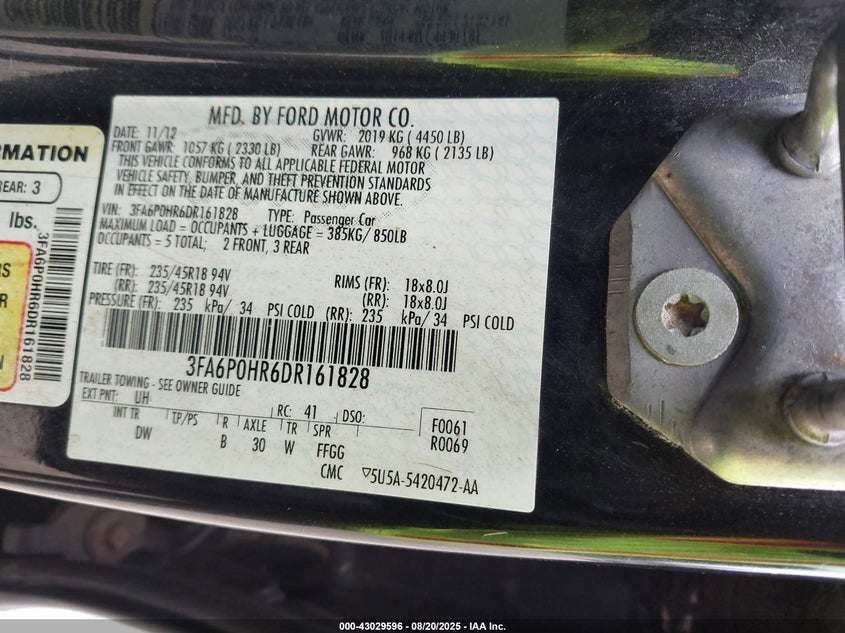 MFD. BY FORD MOTOR CO.
DATE: 11/12 GVWR: 2019 KG ( 4450 LB)
FRONT GAWR: 1057 KG ( 2330 LB) REAR GAWR: 968 KG ( 2135 LB)
THIS VEHICLE CONFORMS TO ALL APPLICABLE FEDERAL MOTOR
VEHICLE SAFETY, BUMPER, AND THEFT PREVENTION STANDARDS
IN EFFECT ON THE DATE OF MANUFACTURE SHOWN ABOVE.
VIN: 3FA6P0HR6DR161828 TYPE: Passenger Car
MAXIMUM LOAD = OCCUPANTS + LUGGAGE = 385KG/ 850LB
OCCUPANTS = 5 TOTAL; 2 FRONT, 3 REAR
TIRE (FR): 235/45R18 94V RIMS (FR): 18x8.0J
(RR): 235/45R18 94V (RR): 18x8.0J
PRESSURE (FR): 235 kPa/ 34 PSI COLD (RR): 235 kPa/ 34 PSI COLD
3FA6P0HR6DR161828
TRAILER TOWING - SEE OWNER GUIDE
EXT PNT: UH RC: 41 DSO: F0061
INT TR TP/PS R AXLE TR SPR R0069
DW B 30 W FFGG
CMC ▽5U5A-5420472-AA
RMATION
REAR: 3
lbs.
3FA6P0HR6DR161828
RS
ER
N
000-43029596 - 08/20/2025 - IAA Inc.